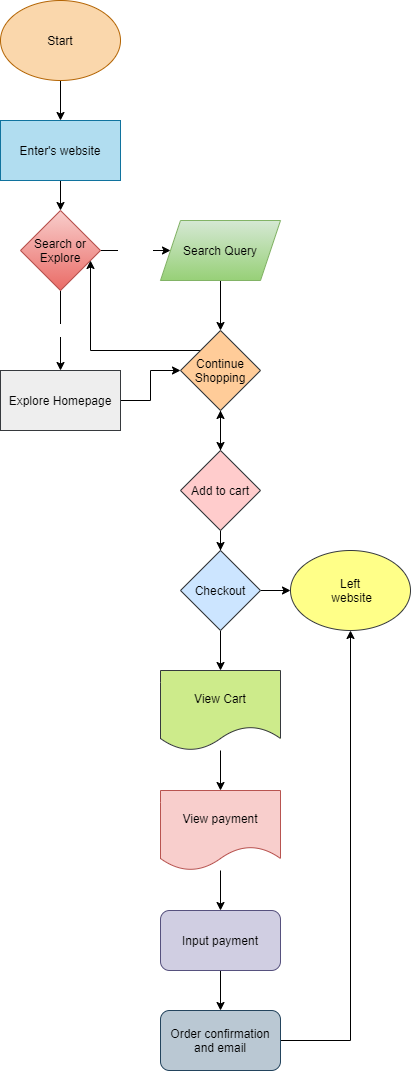 Start
Enter's website
Search or
Explore
Search Query
Continue
Shopping
Explore Homepage
Add to cart
Checkout
Left
website
View Cart
View payment
Input payment
Order confirmation
and email